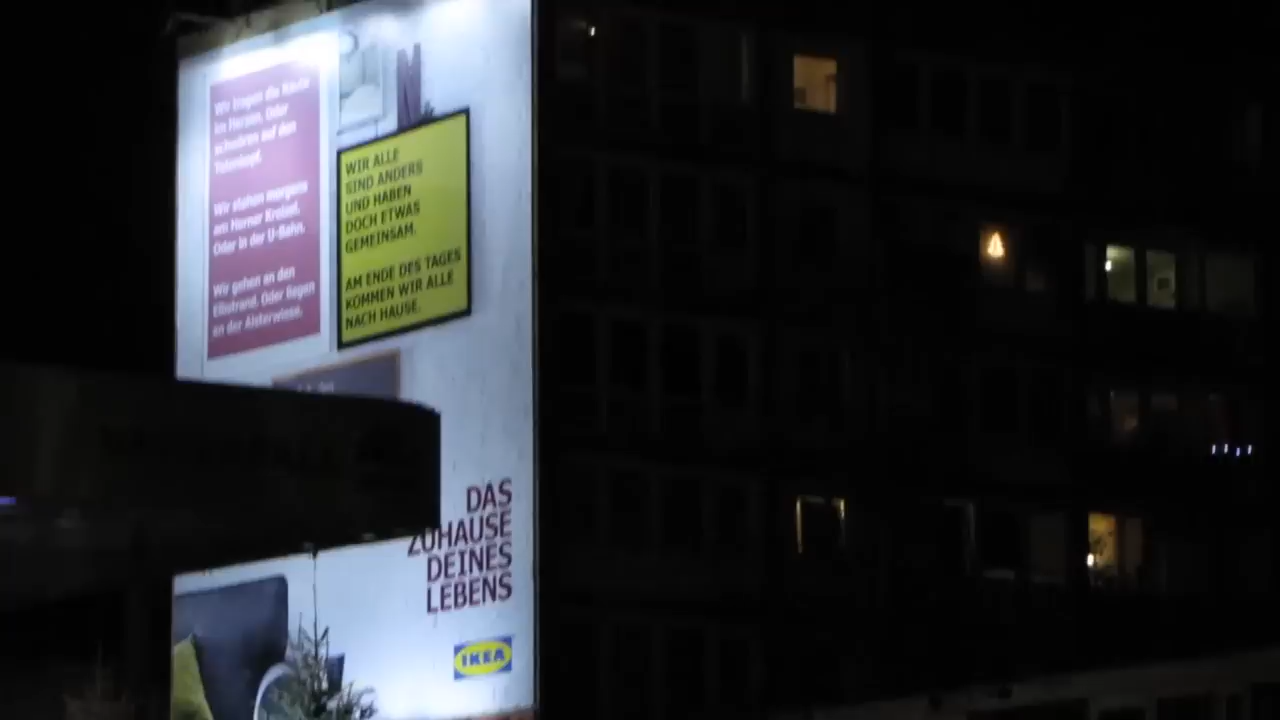 Wir tragen die Raute
im Herzen. Oder
schwören auf den
Totenkopf.
Wir stehen morgens
am Horner Kreisel.
Oder in der U-Bahn.
Wir gehen an den
Elbstrand. Oder liegen
an der Alsterwiese.
N
WIR ALLE
SIND ANDERS
UND HABEN
DOCH ETWAS
GEMEINSAM.
AM ENDE DES TAGES
KOMMEN WIR ALLE
NACH HAUSE.
DAS
ZUHAUSE
DEINES
LEBENS
IKEA